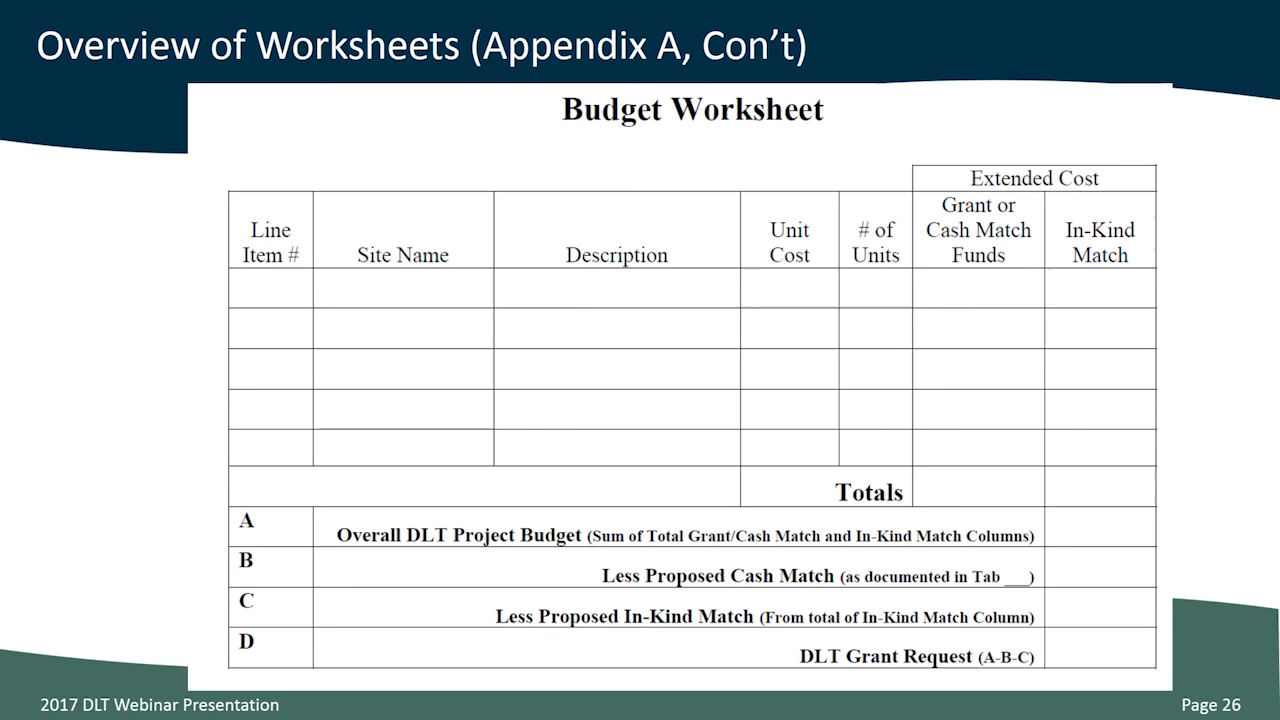 Overview of Worksheets (Appendix A, Con’t)
Budget Worksheet
Extended Cost
Line Item #
Site Name
Description
Unit Cost
# of Units
Grant or Cash Match Funds
In-Kind Match
Totals
A
Overall DLT Project Budget (Sum of Total Grant/Cash Match and In-Kind Match Columns)
B
Less Proposed Cash Match (as documented in Tab ___)
C
Less Proposed In-Kind Match (From total of In-Kind Match Column)
D
DLT Grant Request (A-B-C)
2017 DLT Webinar Presentation
Page 26